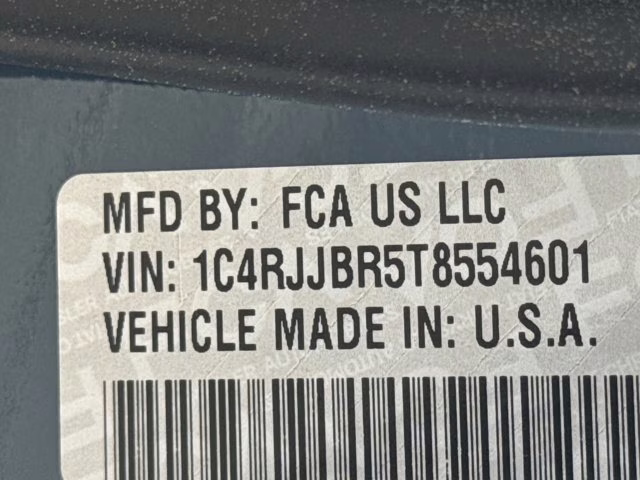 MFD BY: FCA US LLC
VIN: 1C4RJJBR5T8554601
VEHICLE MADE IN: U.S.A.